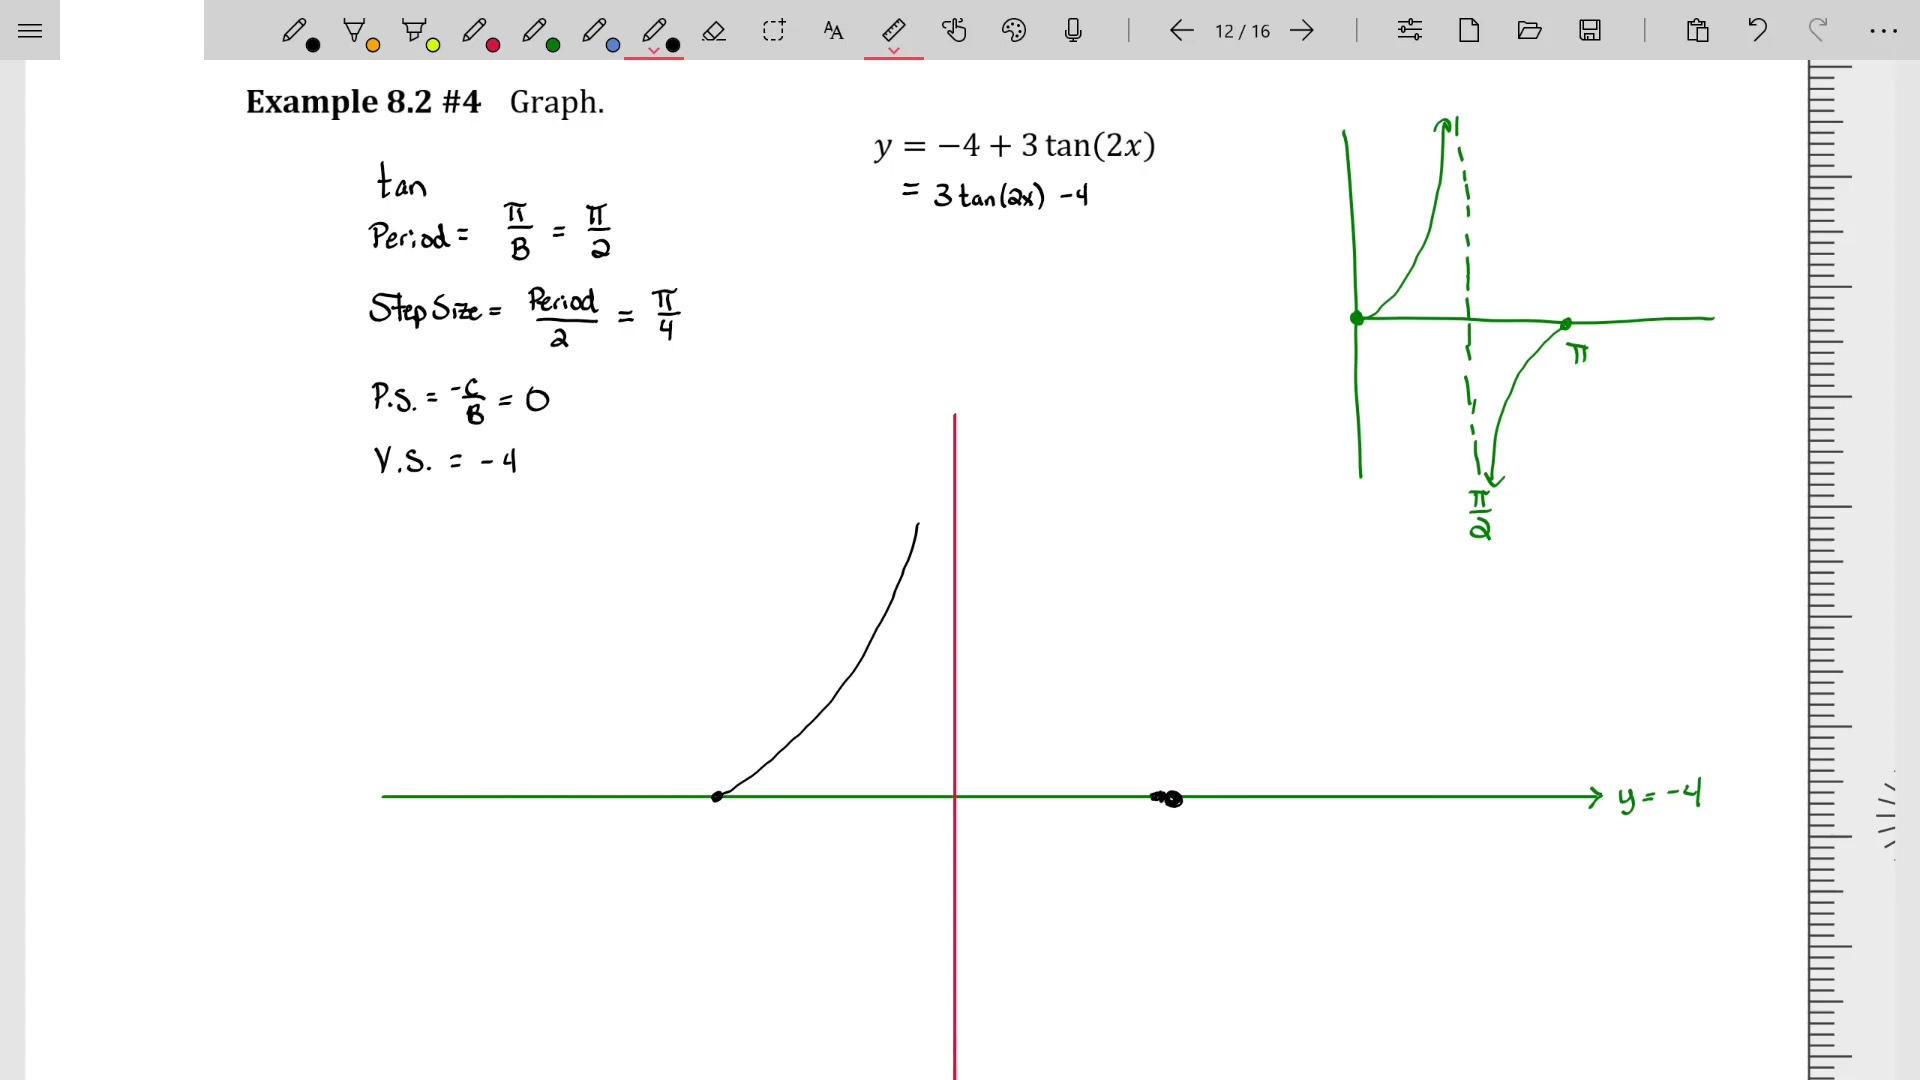 12 / 16
Example 8.2 #4 Graph.
y = −4 + 3 tan(2x)
= 3 tan(2x) - 4
tan
Period = π/B = π/2
Step Size = Period/2 = π/4
P.S. = -C/B = 0
V.S. = -4
π
π/2
y = -4